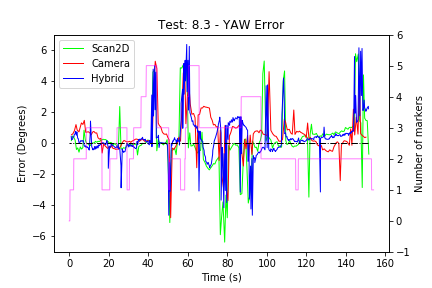 Test: 8.3 - YAW Error
Scan2D
Camera
Hybrid
Error (Degrees)
6
4
2
0
−2
−4
−6
Number of markers
6
5
4
3
2
1
0
−1
0 20 40 60 80 100 120 140 160
Time (s)